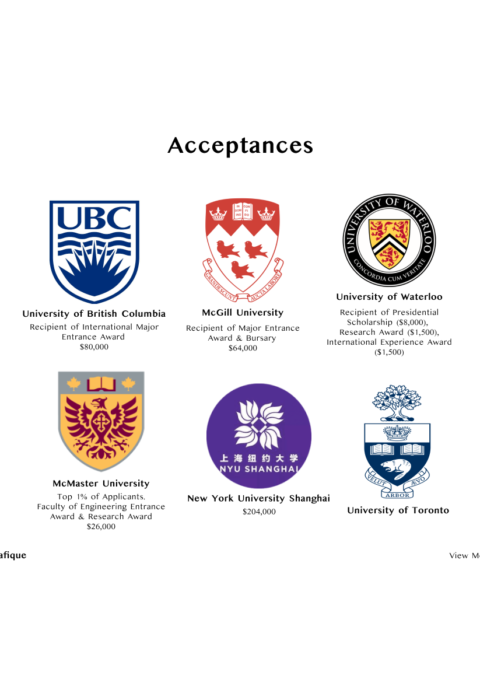 Acceptances
UBC
University of British Columbia
Recipient of International Major
Entrance Award
$80,000
McGill University
Recipient of Major Entrance
Award & Bursary
$64,000
UNIVERSITY OF WATERLOO
CONCORDIA CUM VERITATE
University of Waterloo
Recipient of Presidential
Scholarship ($8,000),
Research Award ($1,500),
International Experience Award
($1,500)
McMaster University
Top 1% of Applicants.
Faculty of Engineering Entrance
Award & Research Award
$26,000
上海纽约大学
NYU SHANGHAI
New York University Shanghai
$204,000
VELUT
ARBOR
ÆVO
University of Toronto
afique
View M